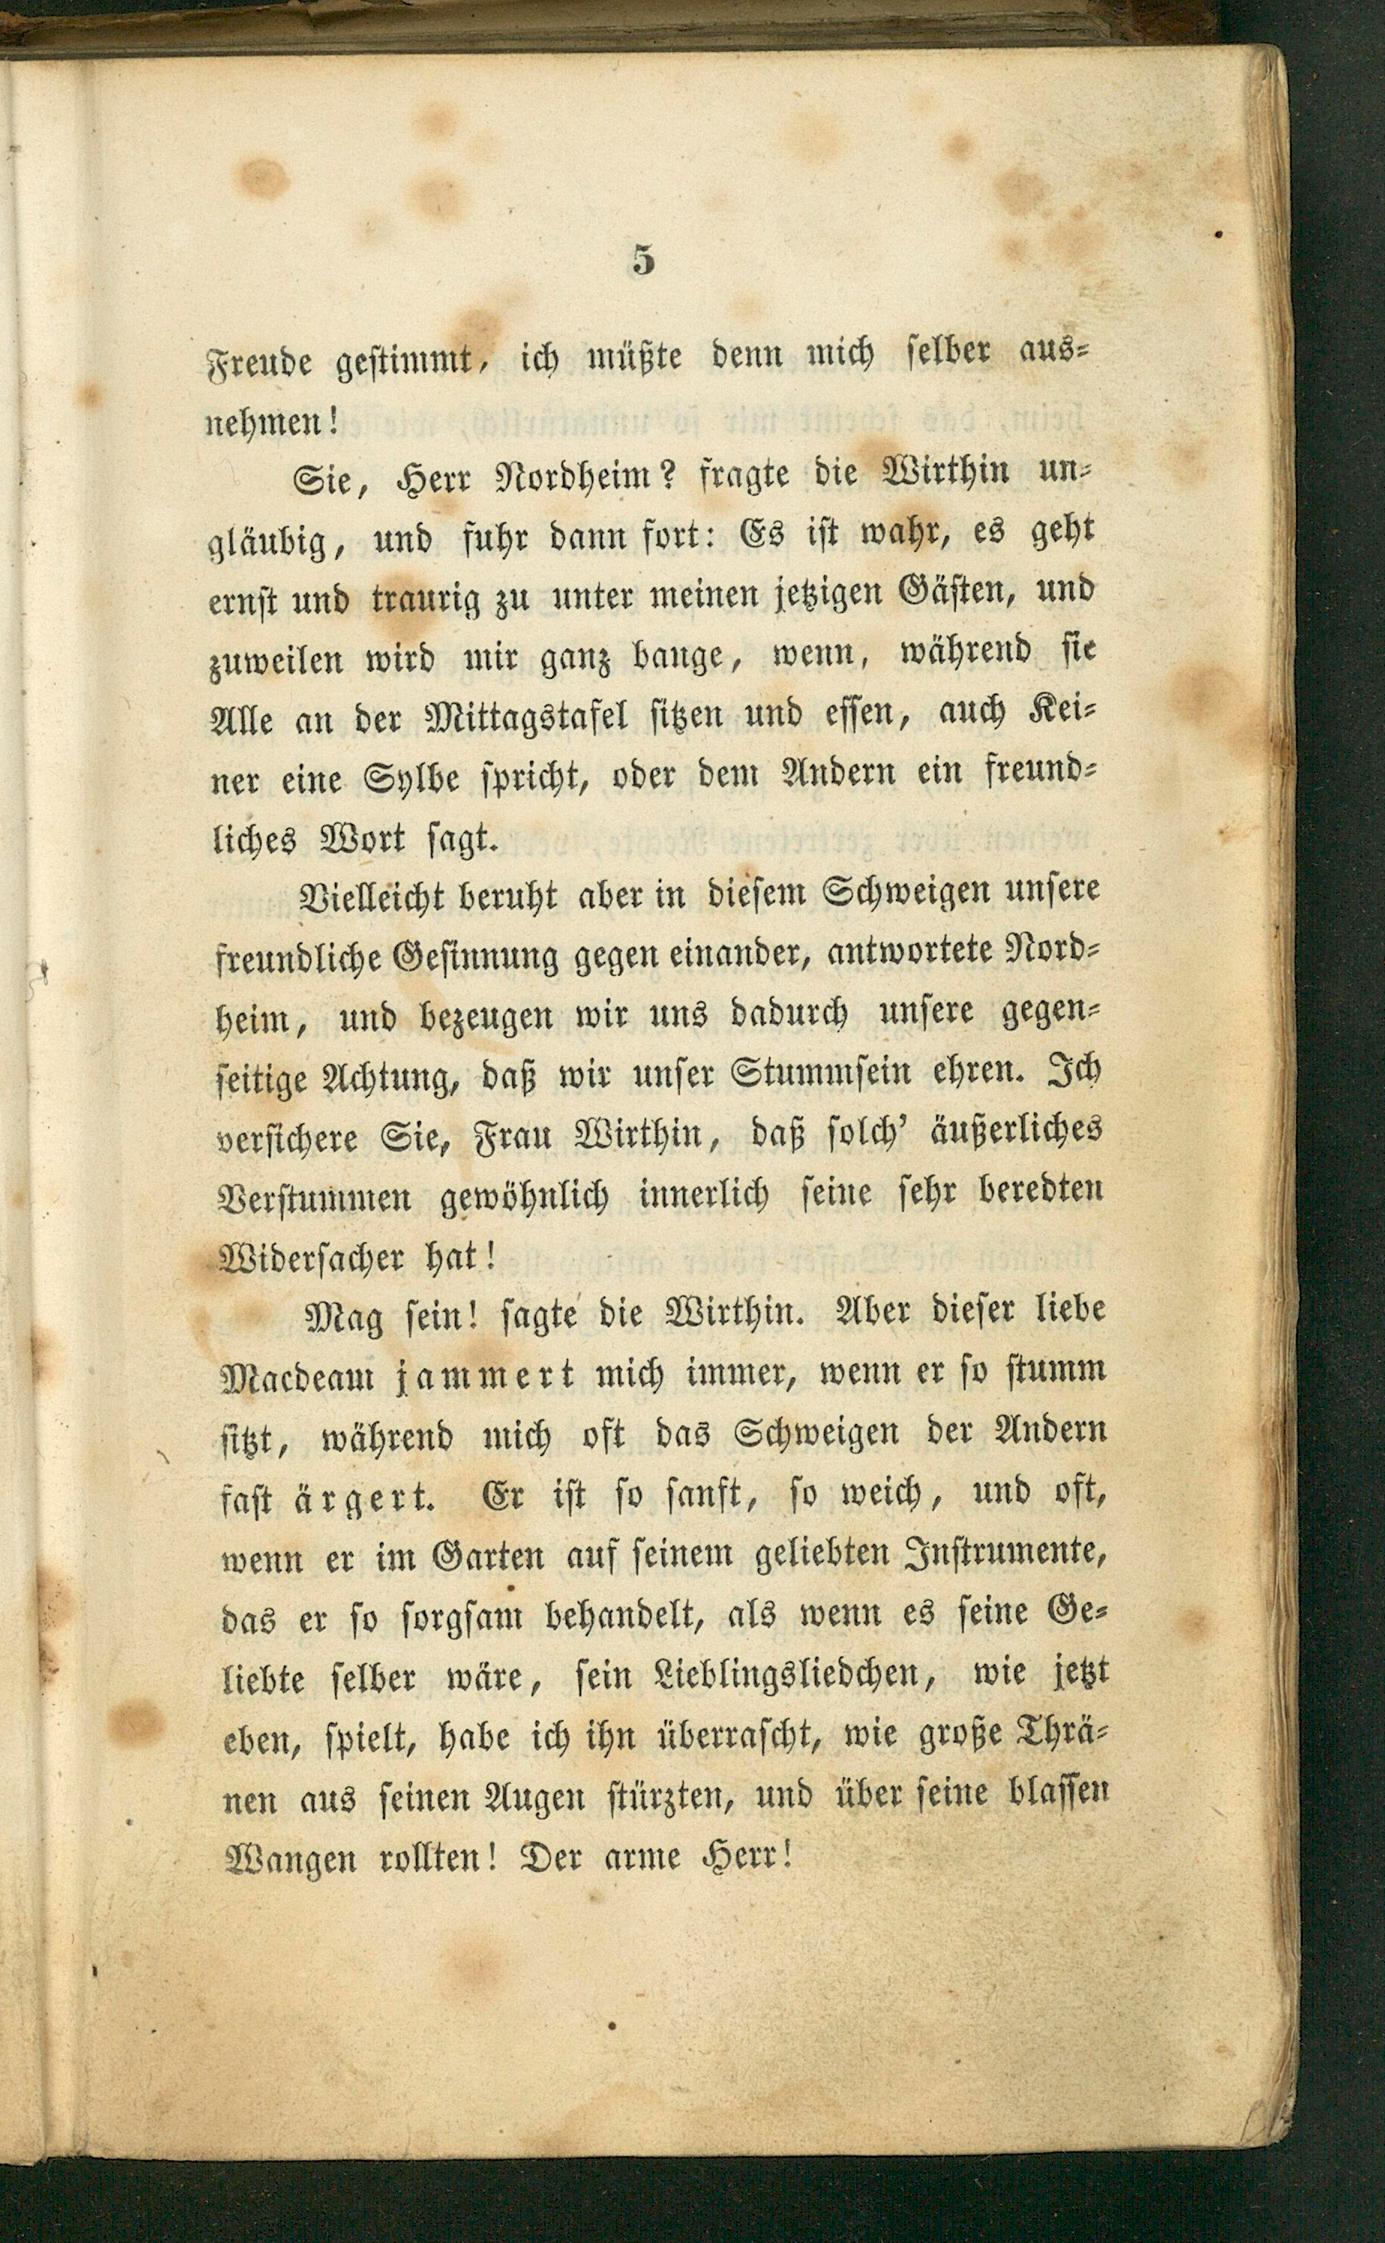 5
Freude gestimmt, ich müßte denn mich selber aus-
nehmen!
Sie, Herr Nordheim? fragte die Wirthin un-
gläubig, und fuhr dann fort: Es ist wahr, es geht
ernst und traurig zu unter meinen jetzigen Gästen, und
zuweilen wird mir ganz bange, wenn, während sie
Alle an der Mittagstafel sitzen und essen, auch Kei-
ner eine Sylbe spricht, oder dem Andern ein freund-
liches Wort sagt.
Vielleicht beruht aber in diesem Schweigen unsere
freundliche Gesinnung gegen einander, antwortete Nord-
heim, und bezeugen wir uns dadurch unsere gegen-
seitige Achtung, daß wir unser Stummsein ehren. Ich
versichere Sie, Frau Wirthin, daß solch' äußerliches
Verstummen gewöhnlich innerlich seine sehr beredten
Widersacher hat!
Mag sein! sagte die Wirthin. Aber dieser liebe
Macdeam jammert mich immer, wenn er so stumm
sitzt, während mich oft das Schweigen der Andern
fast ärgert. Er ist so sanft, so weich, und oft,
wenn er im Garten auf seinem geliebten Instrumente,
das er so sorgsam behandelt, als wenn es seine Ge-
liebte selber wäre, sein Lieblingsliedchen, wie jetzt
eben, spielt, habe ich ihn überrascht, wie große Thrä-
nen aus seinen Augen stürzten, und über seine blassen
Wangen rollten! Der arme Herr!